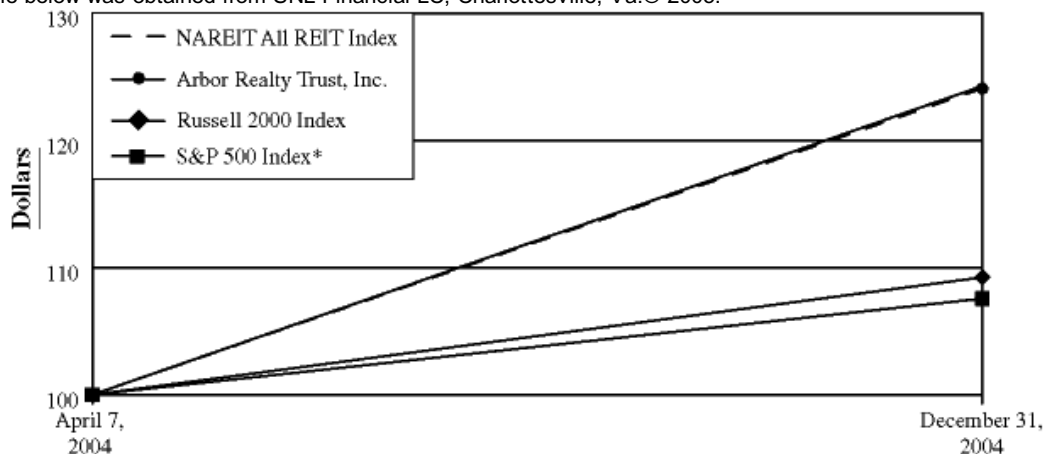 below was obtained from SNL Financial LC, Charlottesville, Va.©
130
NAREIT All REIT Index
Arbor Realty Trust, Inc.
Russell 2000 Index
S&P 500 Index*
120
Dollars
110
100
April 7,
2004
December 31,
2004